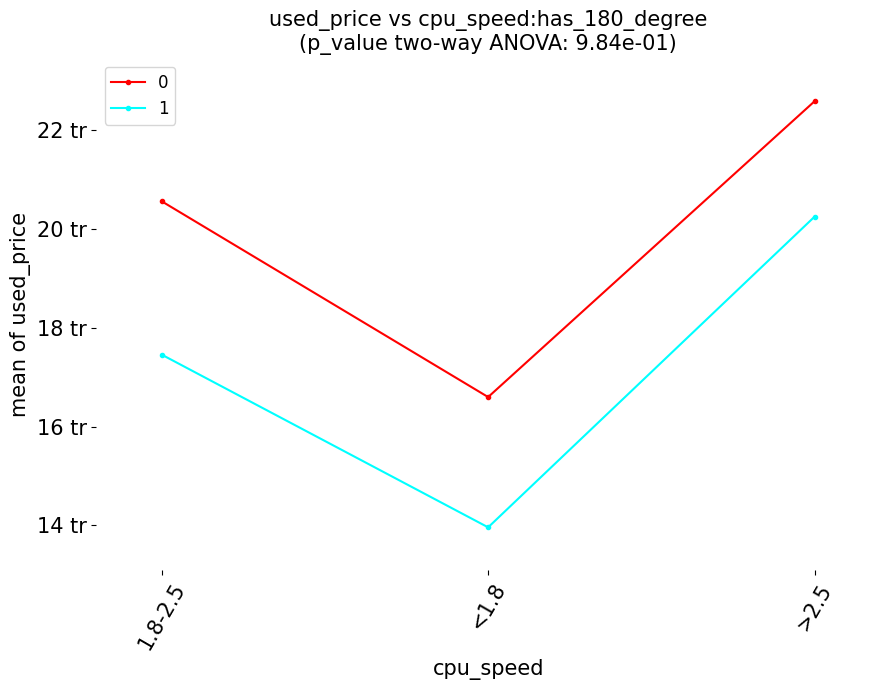 used_price vs cpu_speed:has_180_degree
(p_value two-way ANOVA: 9.84e-01)
0
1
22 tr
20 tr
18 tr
16 tr
14 tr
mean of used_price
1.8-2.5
<1.8
>2.5
cpu_speed